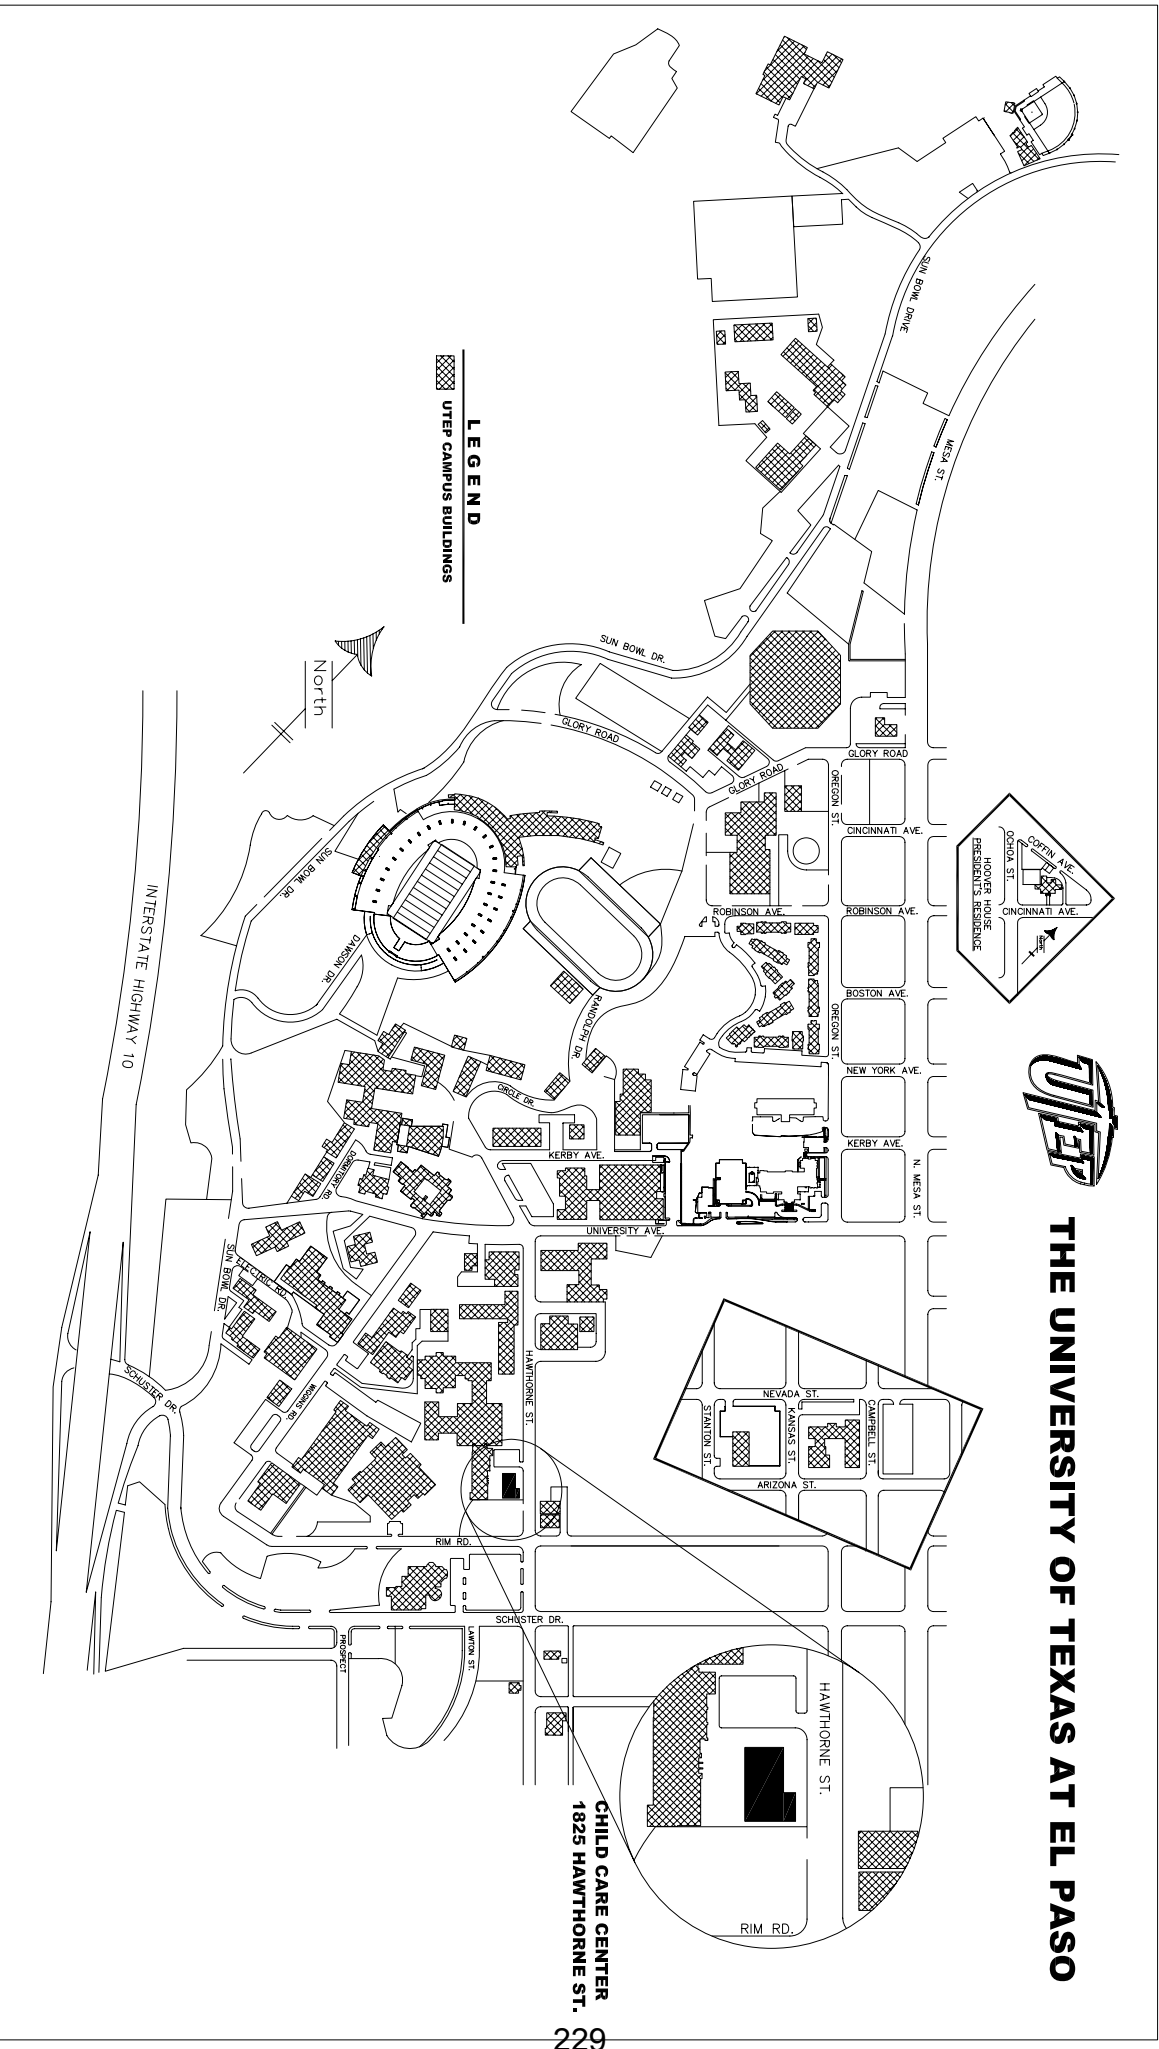 UTEP
THE UNIVERSITY OF TEXAS AT EL PASO
COFFIN AVE.
OCHOA ST.
CINCINNATI AVE.
HOOVER HOUSE
PRESIDENT'S RESIDENCE
North
SUN BOWL DRIVE
MESA ST.
LEGEND
UTEP CAMPUS BUILDINGS
North
SUN BOWL DR.
GLORY ROAD
GLORY ROAD
GLORY ROAD
OREGON ST.
CINCINNATI AVE.
ROBINSON AVE.
ROBINSON AVE.
BOSTON AVE.
OREGON ST.
NEW YORK AVE.
KERBY AVE.
N. MESA ST.
SUN BOWL DR.
DAWSON DR.
RANDOLPH DR.
CIRCLE DR.
KERBY AVE.
DORMITORY RD.
UNIVERSITY AVE.
INTERSTATE HIGHWAY 10
SUN BOWL DR.
ELECTRIC RD.
WIGGINS RD.
HAWTHORNE ST.
SCHUSTER DR.
NEVADA ST.
STANTON ST.
KANSAS ST.
CAMPBELL ST.
ARIZONA ST.
RIM RD.
SCHUSTER DR.
PROSPECT
LAWTON ST.
HAWTHORNE ST.
RIM RD.
CHILD CARE CENTER
1825 HAWTHORNE ST.
229